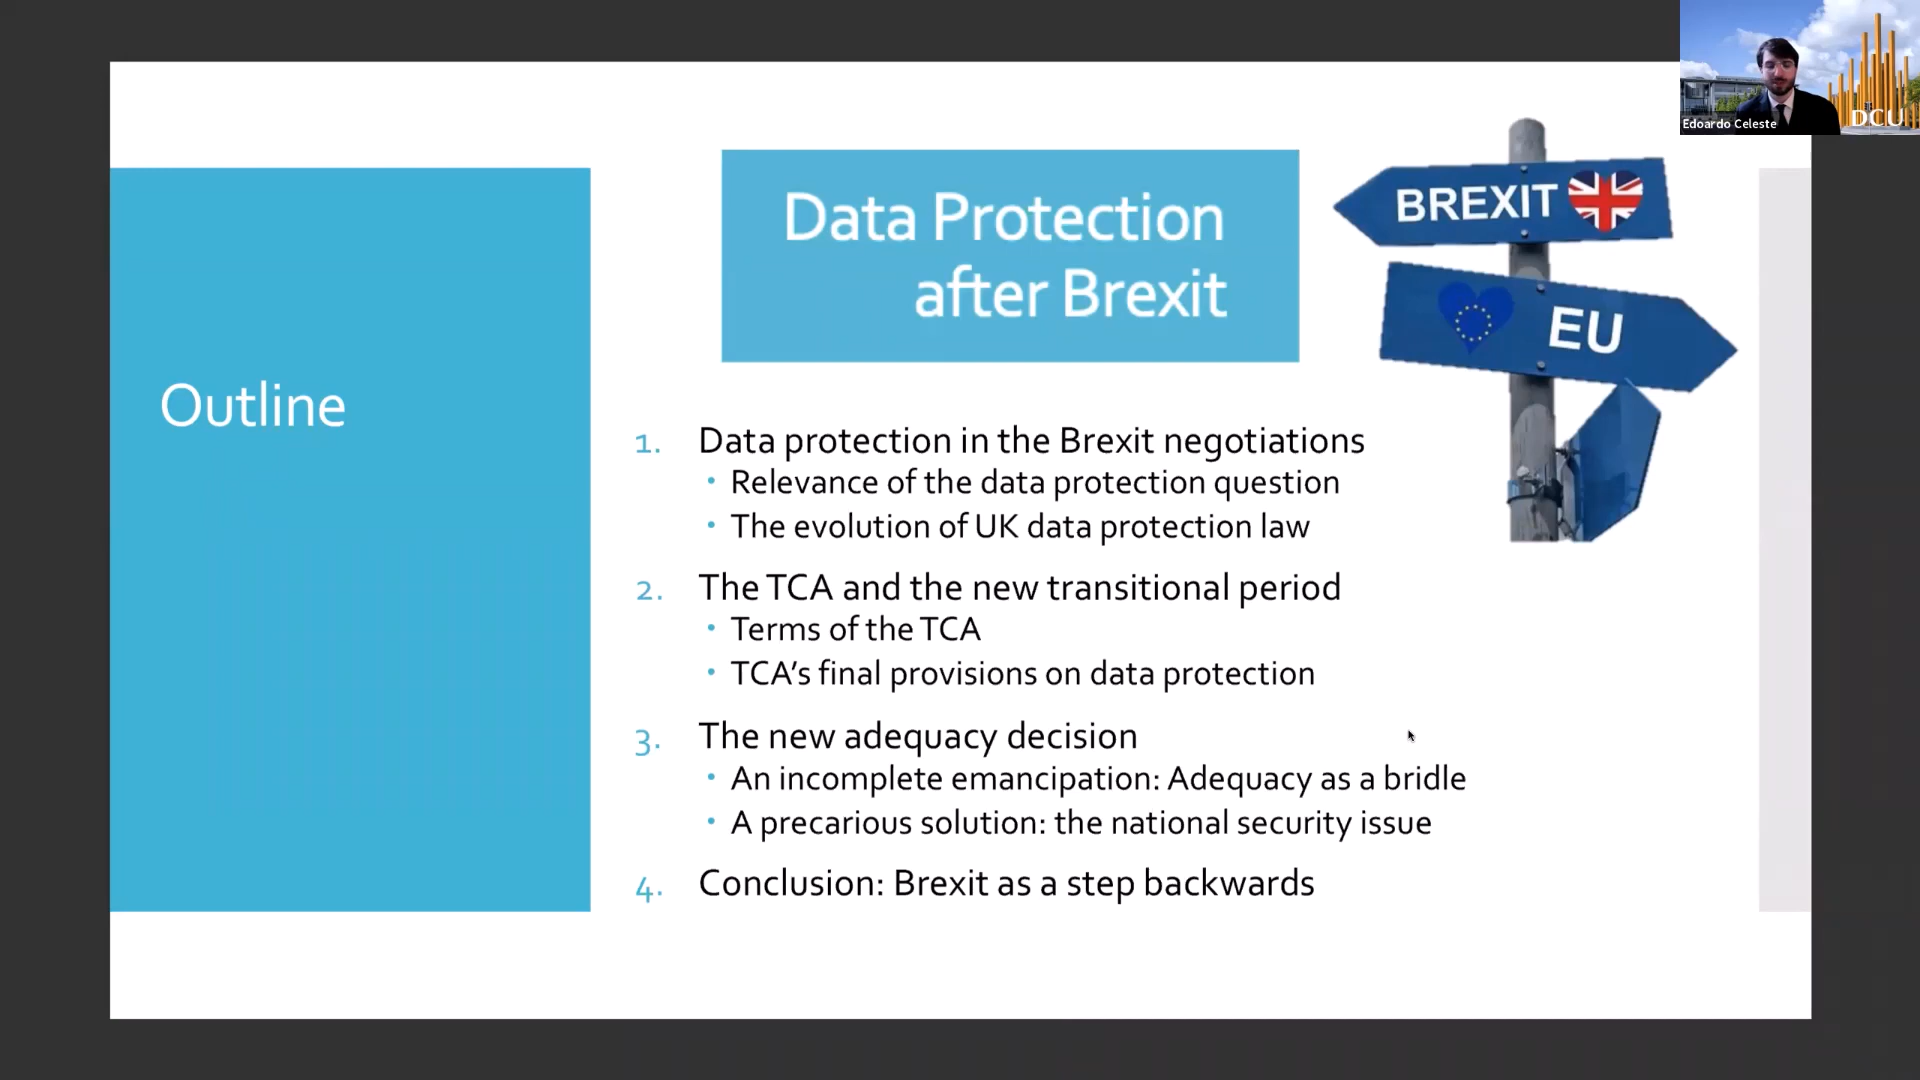 Edoardo Celeste
DCU
BREXIT
EU
Data Protection
after Brexit
Outline
1. Data protection in the Brexit negotiations
• Relevance of the data protection question
• The evolution of UK data protection law
2. The TCA and the new transitional period
• Terms of the TCA
• TCA’s final provisions on data protection
3. The new adequacy decision
• An incomplete emancipation: Adequacy as a bridle
• A precarious solution: the national security issue
4. Conclusion: Brexit as a step backwards